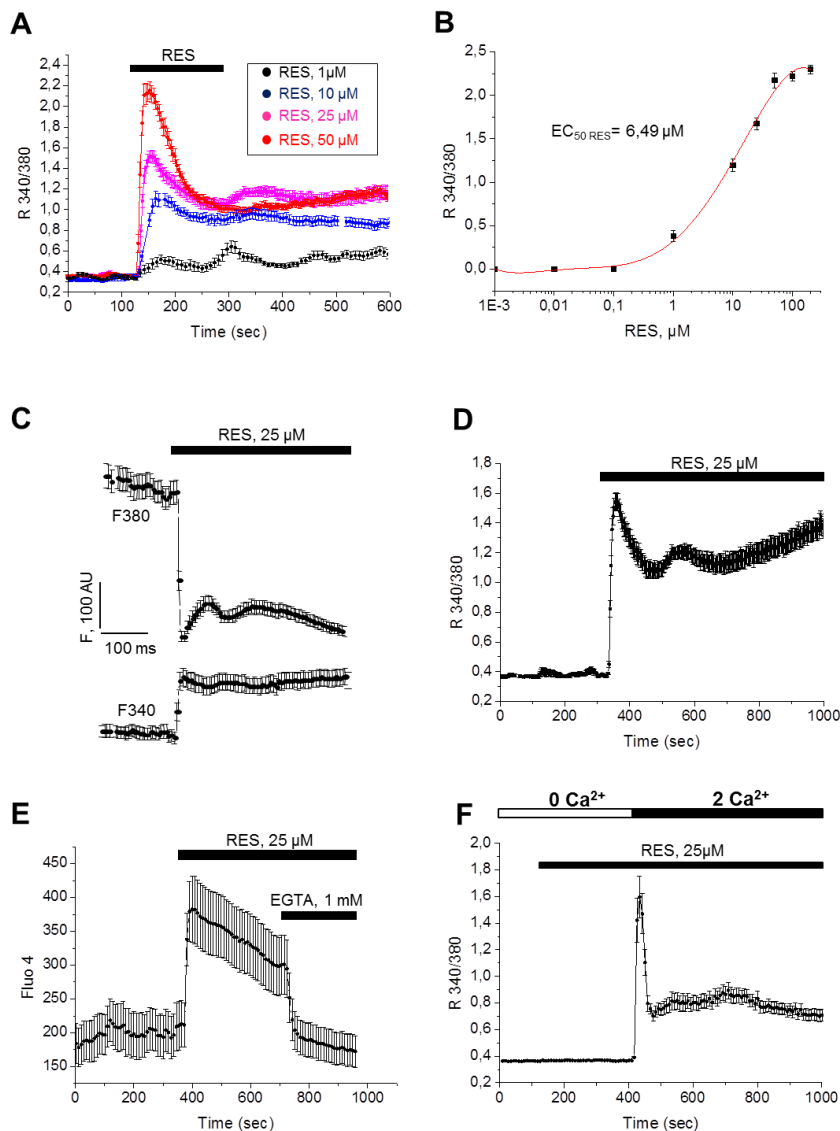 A
RES
RES, 1µM
RES, 10 µM
RES, 25 µM
RES, 50 µM
2,4
2,2
2,0
1,8
1,6
1,4
1,2
1,0
0,8
0,6
0,4
0,2
R 340/380
0 100 200 300 400 500 600
Time (sec)
B
2,5
2,0
1,5
1,0
0,5
0,0
R 340/380
EC50 RES= 6,49 µM
1E-3 0,01 0,1 1 10 100
RES, µM
C
RES, 25 µM
F380
F, 100 AU
100 ms
F340
D
RES, 25 µM
1,8
1,6
1,4
1,2
1,0
0,8
0,6
0,4
0,2
R 340/380
0 200 400 600 800 1000
Time (sec)
E
RES, 25 µM
EGTA, 1 mM
450
400
350
300
250
200
150
Fluo 4
0 200 400 600 800 1000
Time (sec)
F
0 Ca²⁺ 2 Ca²⁺
RES, 25µM
2,0
1,8
1,6
1,4
1,2
1,0
0,8
0,6
0,4
0,2
R 340/380
0 200 400 600 800 1000
Time (sec)